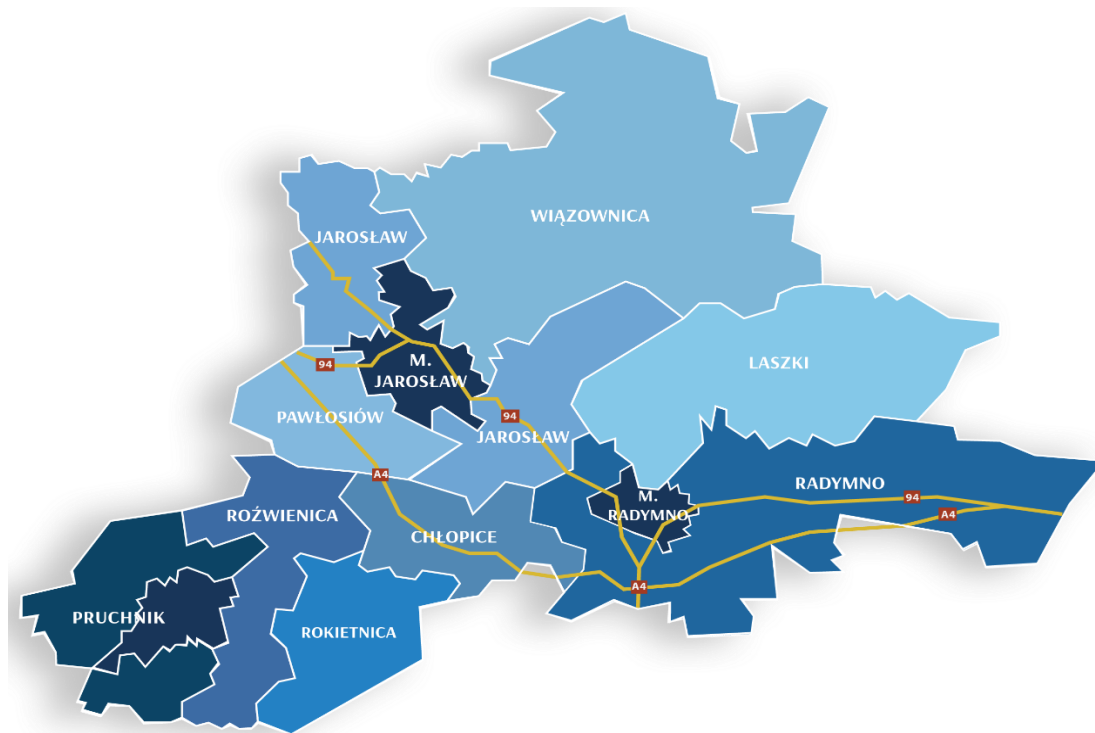 WIĄZOWNICA
JAROSŁAW
M.
JAROSŁAW
94
LASZKI
PAWŁOSIÓW
94
JAROSŁAW
A4
RADYMNO
94
A4
M.
RADYMNO
ROŹWIENICA
CHŁOPICE
A4
PRUCHNIK
ROKIETNICA